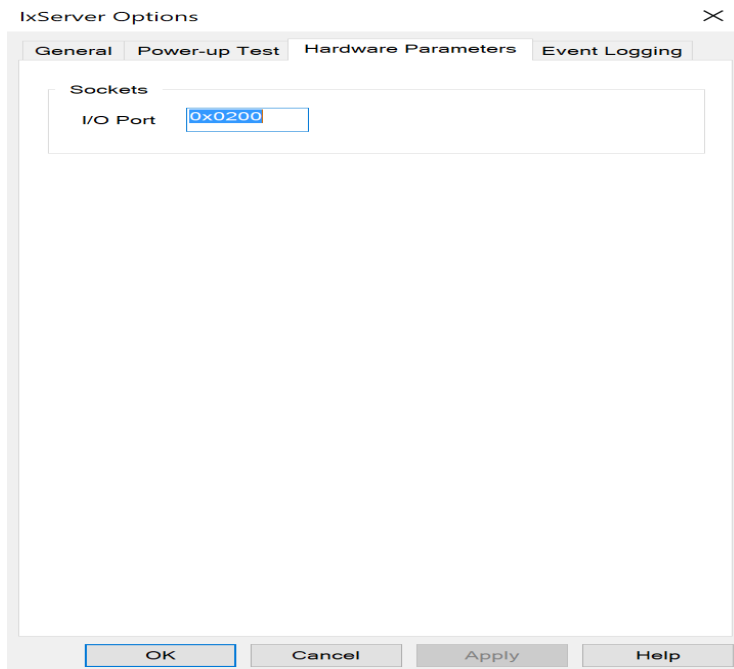 IxServer Options
General Power-up Test Hardware Parameters Event Logging
Sockets
I/O Port 0x0200
OK Cancel Apply Help